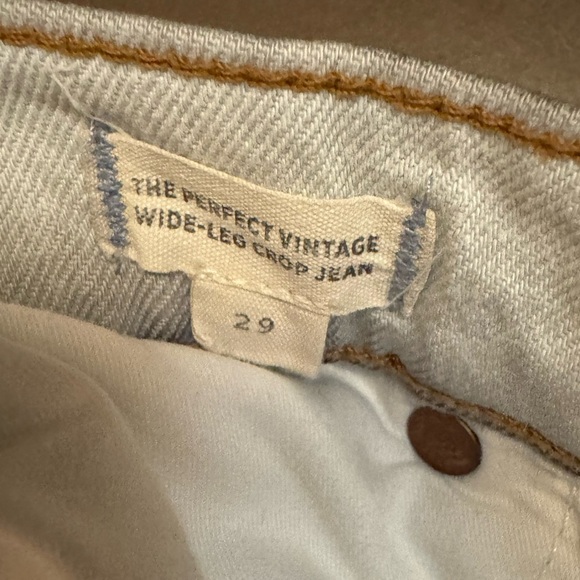 THE PERFECT VINTAGE
WIDE-LEG CROP JEAN
29